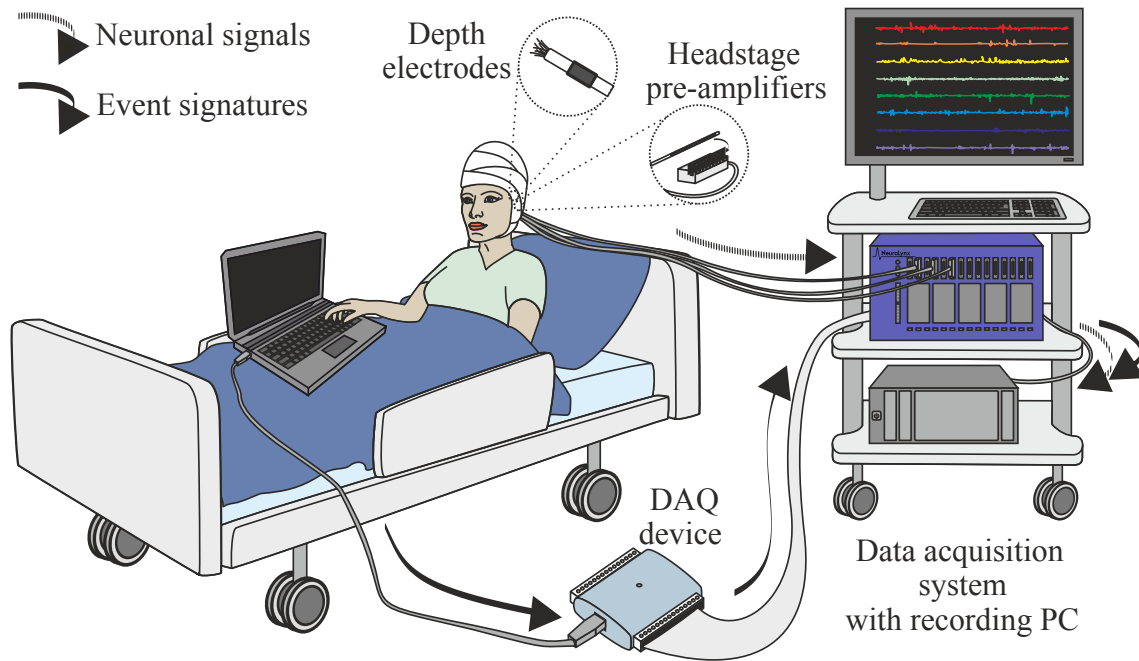 Neuronal signals
Event signatures
Depth
electrodes
Headstage
pre-amplifiers
NeuraLynx
DAQ
device
Data acquisition
system
with recording PC